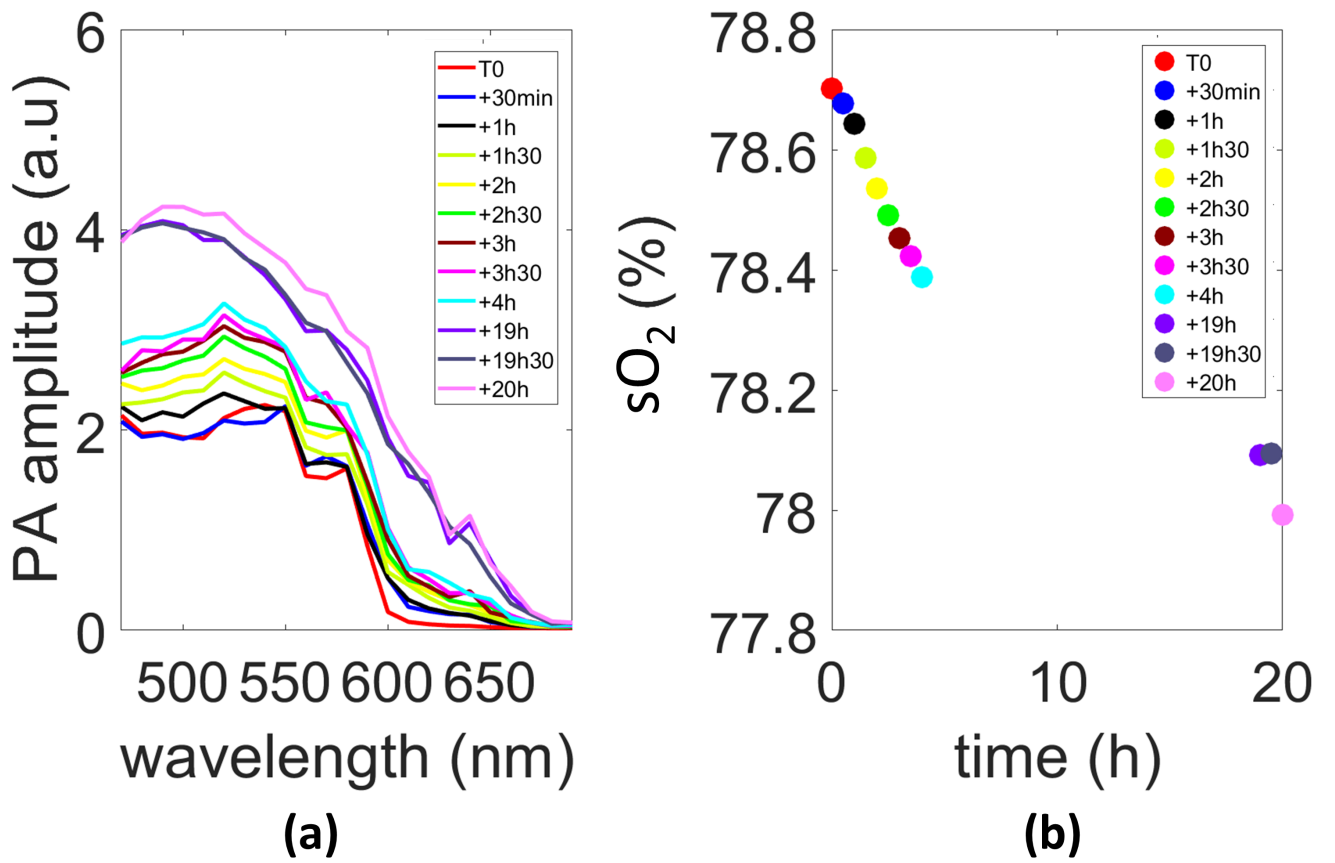 6
4
2
0
PA amplitude (a.u)
500 550 600 650
wavelength (nm)
T0
+30min
+1h
+1h30
+2h
+2h30
+3h
+3h30
+4h
+19h
+19h30
+20h
(a)
78.8
78.6
78.4
78.2
78
77.8
sO2 (%)
0 10 20
time (h)
T0
+30min
+1h
+1h30
+2h
+2h30
+3h
+3h30
+4h
+19h
+19h30
+20h
(b)